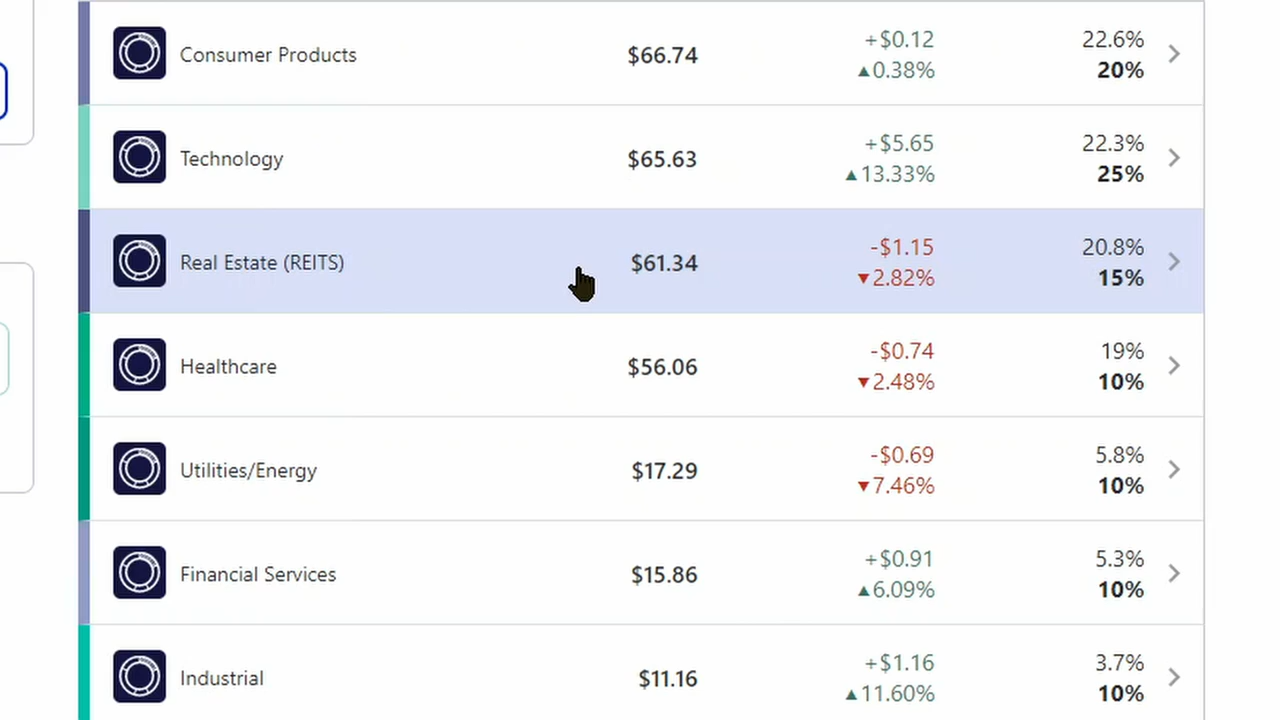 Consumer Products $66.74 +$0.12 22.6%
▲0.38% 20%
Technology $65.63 +$5.65 22.3%
▲13.33% 25%
Real Estate (REITS) $61.34 -$1.15 20.8%
▼2.82% 15%
Healthcare $56.06 -$0.74 19%
▼2.48% 10%
Utilities/Energy $17.29 -$0.69 5.8%
▼7.46% 10%
Financial Services $15.86 +$0.91 5.3%
▲6.09% 10%
Industrial $11.16 +$1.16 3.7%
▲11.60% 10%